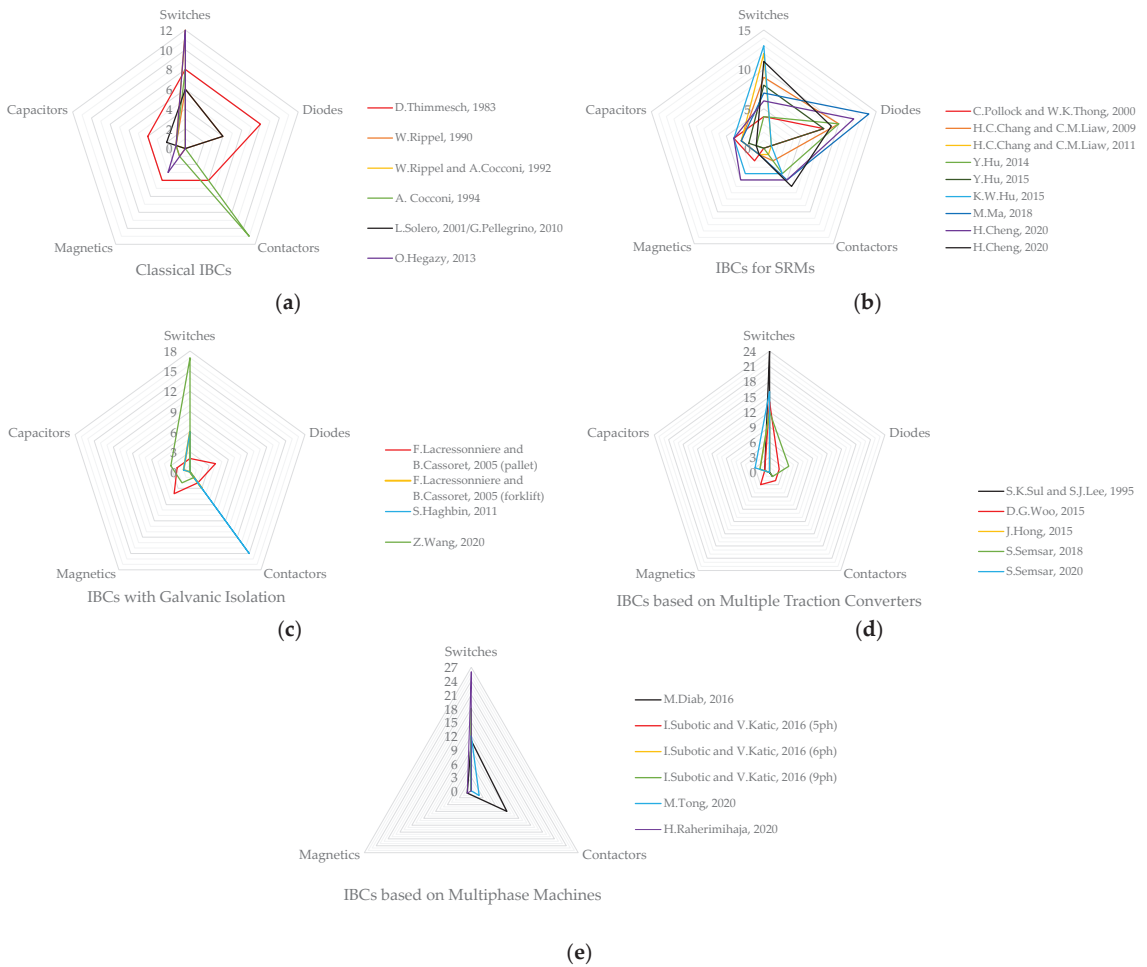 Switches
12
10
8
6
4
2
0
Capacitors
Diodes
Magnetics
Contactors
Classical IBCs
D.Thimmesch, 1983
W.Rippel, 1990
W.Rippel and A.Cocconi, 1992
A. Cocconi, 1994
L.Solero, 2001/G.Pellegrino, 2010
O.Hegazy, 2013
(a)
Switches
15
10
5
0
Capacitors
Diodes
Magnetics
Contactors
IBCs for SRMs
C.Pollock and W.K.Thong, 2000
H.C.Chang and C.M.Liaw, 2009
H.C.Chang and C.M.Liaw, 2011
Y.Hu, 2014
Y.Hu, 2015
K.W.Hu, 2015
M.Ma, 2018
H.Cheng, 2020
H.Cheng, 2020
(b)
Switches
18
15
12
9
6
3
0
Capacitors
Diodes
Magnetics
Contactors
IBCs with Galvanic Isolation
F.Lacressonniere and
B.Cassoret, 2005 (pallet)
F.Lacressonniere and
B.Cassoret, 2005 (forklift)
S.Haghbin, 2011
Z.Wang, 2020
(c)
Switches
24
21
18
15
12
9
6
3
0
Capacitors
Diodes
Magnetics
Contactors
IBCs based on Multiple Traction Converters
S.K.Sul and S.J.Lee, 1995
D.G.Woo, 2015
J.Hong, 2015
S.Semsar, 2018
S.Semsar, 2020
(d)
Switches
27
24
21
18
15
12
9
6
3
0
Magnetics
Contactors
IBCs based on Multiphase Machines
M.Diab, 2016
I.Subotic and V.Katic, 2016 (5ph)
I.Subotic and V.Katic, 2016 (6ph)
I.Subotic and V.Katic, 2016 (9ph)
M.Tong, 2020
H.Raherimihaja, 2020
(e)